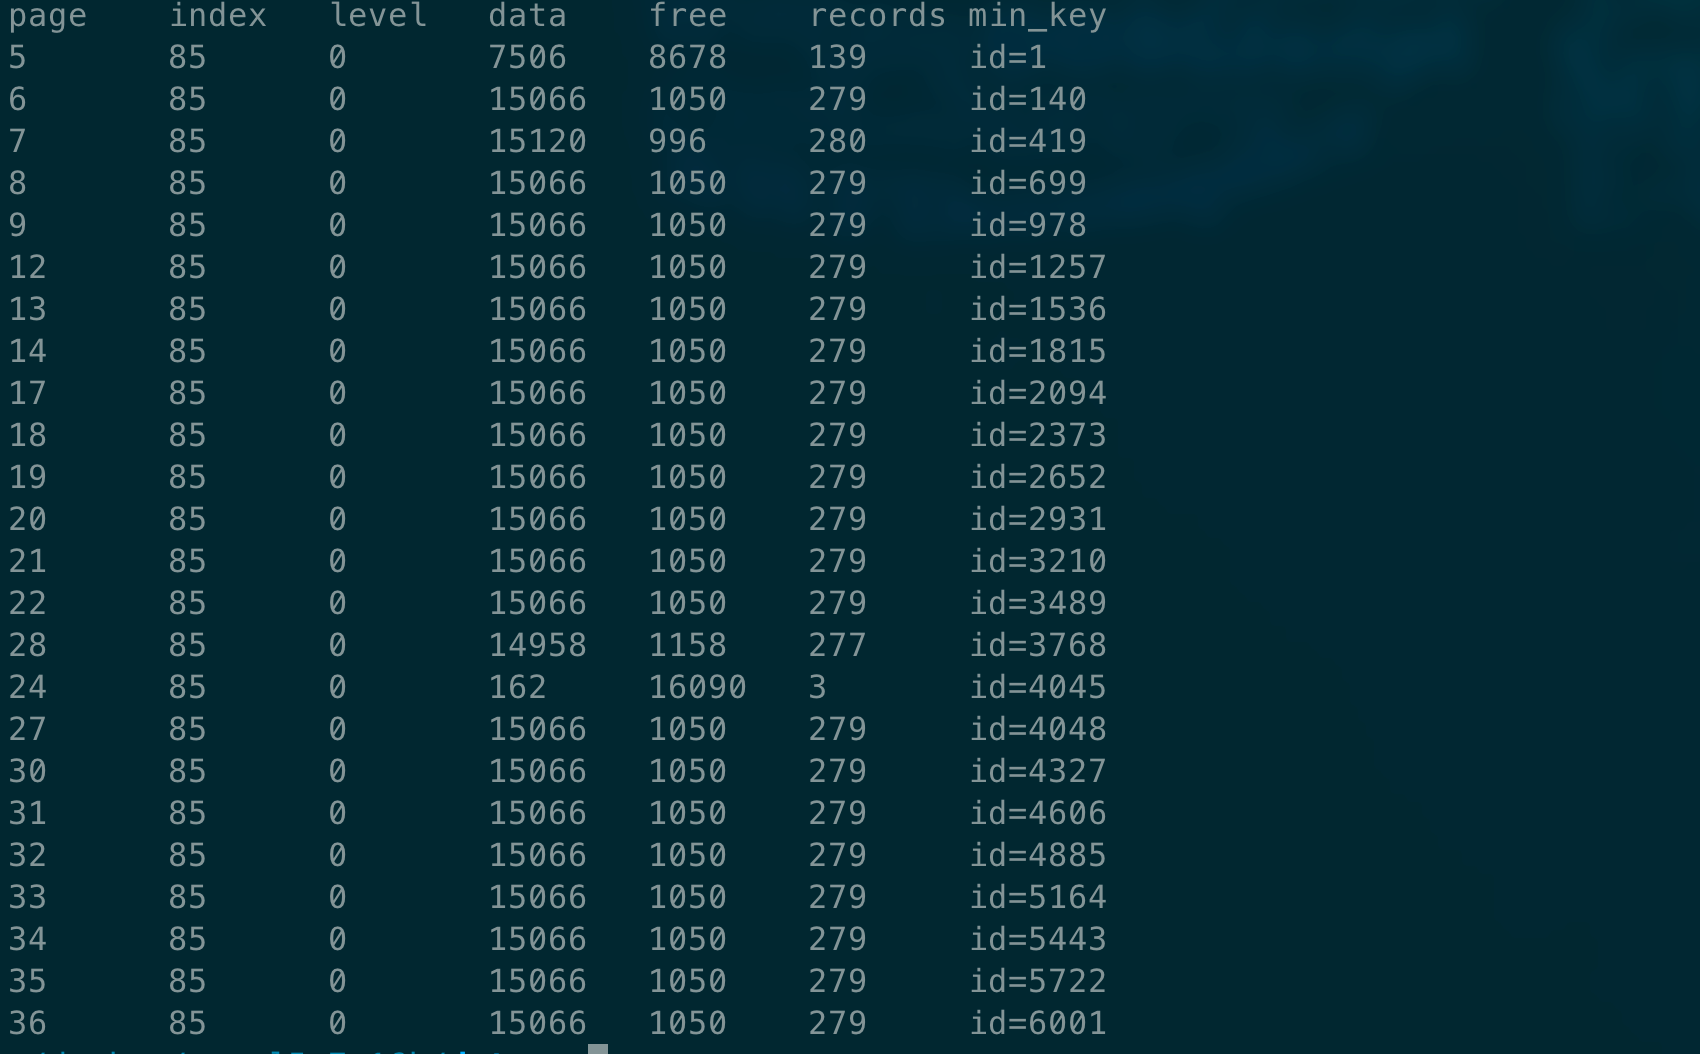 page index level data free records min_key
5 85 0 7506 8678 139 id=1
6 85 0 15066 1050 279 id=140
7 85 0 15120 996 280 id=419
8 85 0 15066 1050 279 id=699
9 85 0 15066 1050 279 id=978
12 85 0 15066 1050 279 id=1257
13 85 0 15066 1050 279 id=1536
14 85 0 15066 1050 279 id=1815
17 85 0 15066 1050 279 id=2094
18 85 0 15066 1050 279 id=2373
19 85 0 15066 1050 279 id=2652
20 85 0 15066 1050 279 id=2931
21 85 0 15066 1050 279 id=3210
22 85 0 15066 1050 279 id=3489
28 85 0 14958 1158 277 id=3768
24 85 0 162 16090 3 id=4045
27 85 0 15066 1050 279 id=4048
30 85 0 15066 1050 279 id=4327
31 85 0 15066 1050 279 id=4606
32 85 0 15066 1050 279 id=4885
33 85 0 15066 1050 279 id=5164
34 85 0 15066 1050 279 id=5443
35 85 0 15066 1050 279 id=5722
36 85 0 15066 1050 279 id=6001